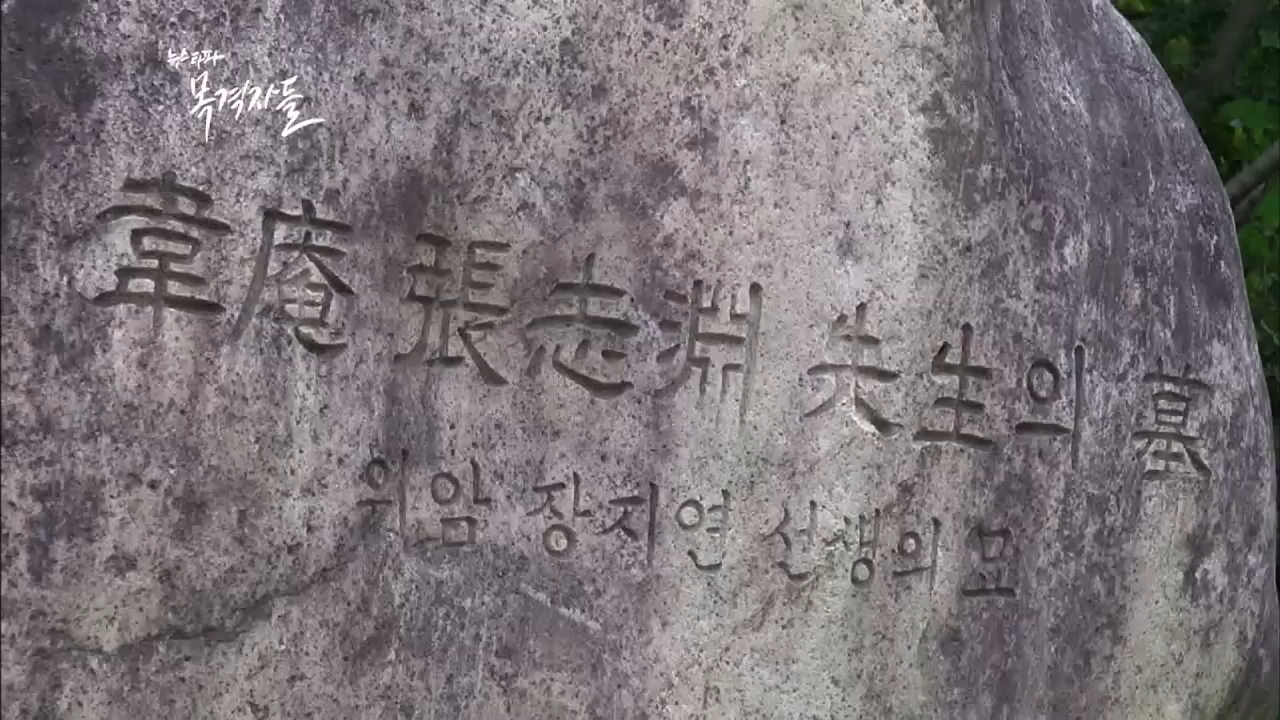 뉴스타파
목격자들
韋庵 張志淵 先生의 墓
위암 장지연 선생의 묘